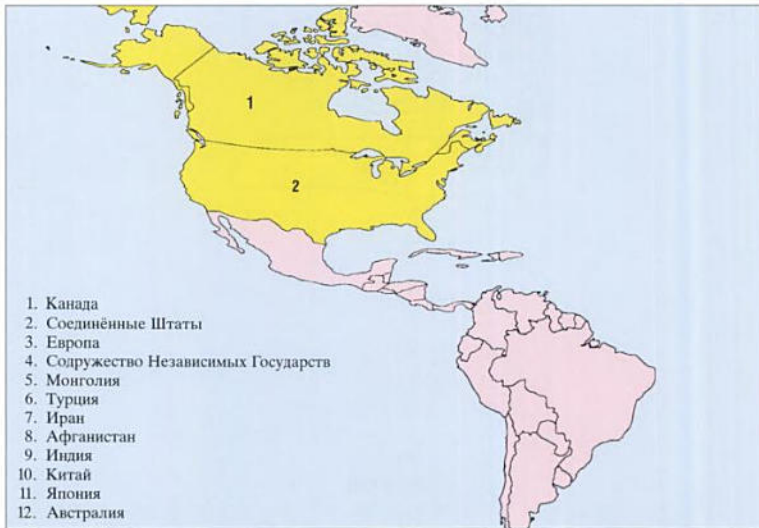 1
2
1. Канада
2. Соединённые Штаты
3. Европа
4. Содружество Независимых Государств
5. Монголия
6. Турция
7. Иран
8. Афганистан
9. Индия
10. Китай
11. Япония
12. Австралия